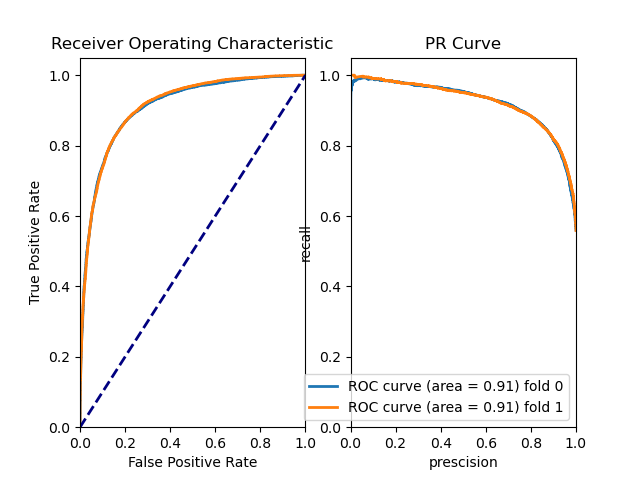 Receiver Operating Characteristic
1.0
0.8
0.6
0.4
0.2
0.0
True Positive Rate
0.0 0.2 0.4 0.6 0.8 1.0
False Positive Rate
PR Curve
1.0
0.8
0.6
0.4
0.2
0.0
recall
ROC curve (area = 0.91) fold 0
ROC curve (area = 0.91) fold 1
0.0 0.2 0.4 0.6 0.8 1.0
prescision